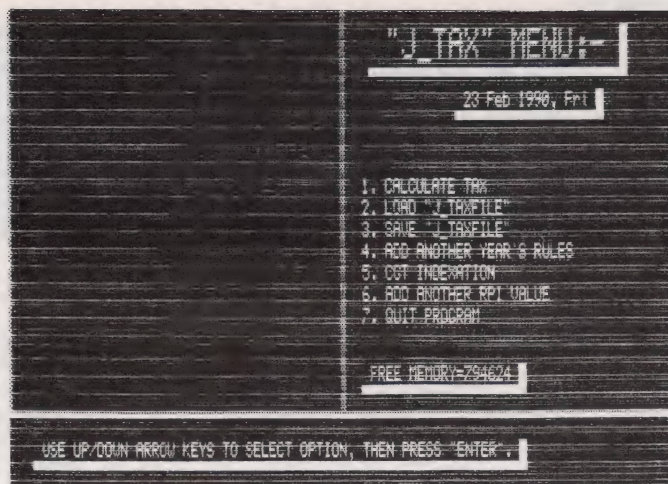 "J_TAX" MENU:-
23 Feb 1990, Fri
1. CALCULATE TAX
2. LOAD "J_TAXFILE"
3. SAVE "J_TAXFILE"
4. ADD ANOTHER YEAR'S RULES
5. CGT INDEXATION
6. ADD ANOTHER RPI VALUE
7. QUIT PROGRAM
FREE MEMORY=794624
USE UP/DOWN ARROW KEYS TO SELECT OPTION, THEN PRESS "ENTER".